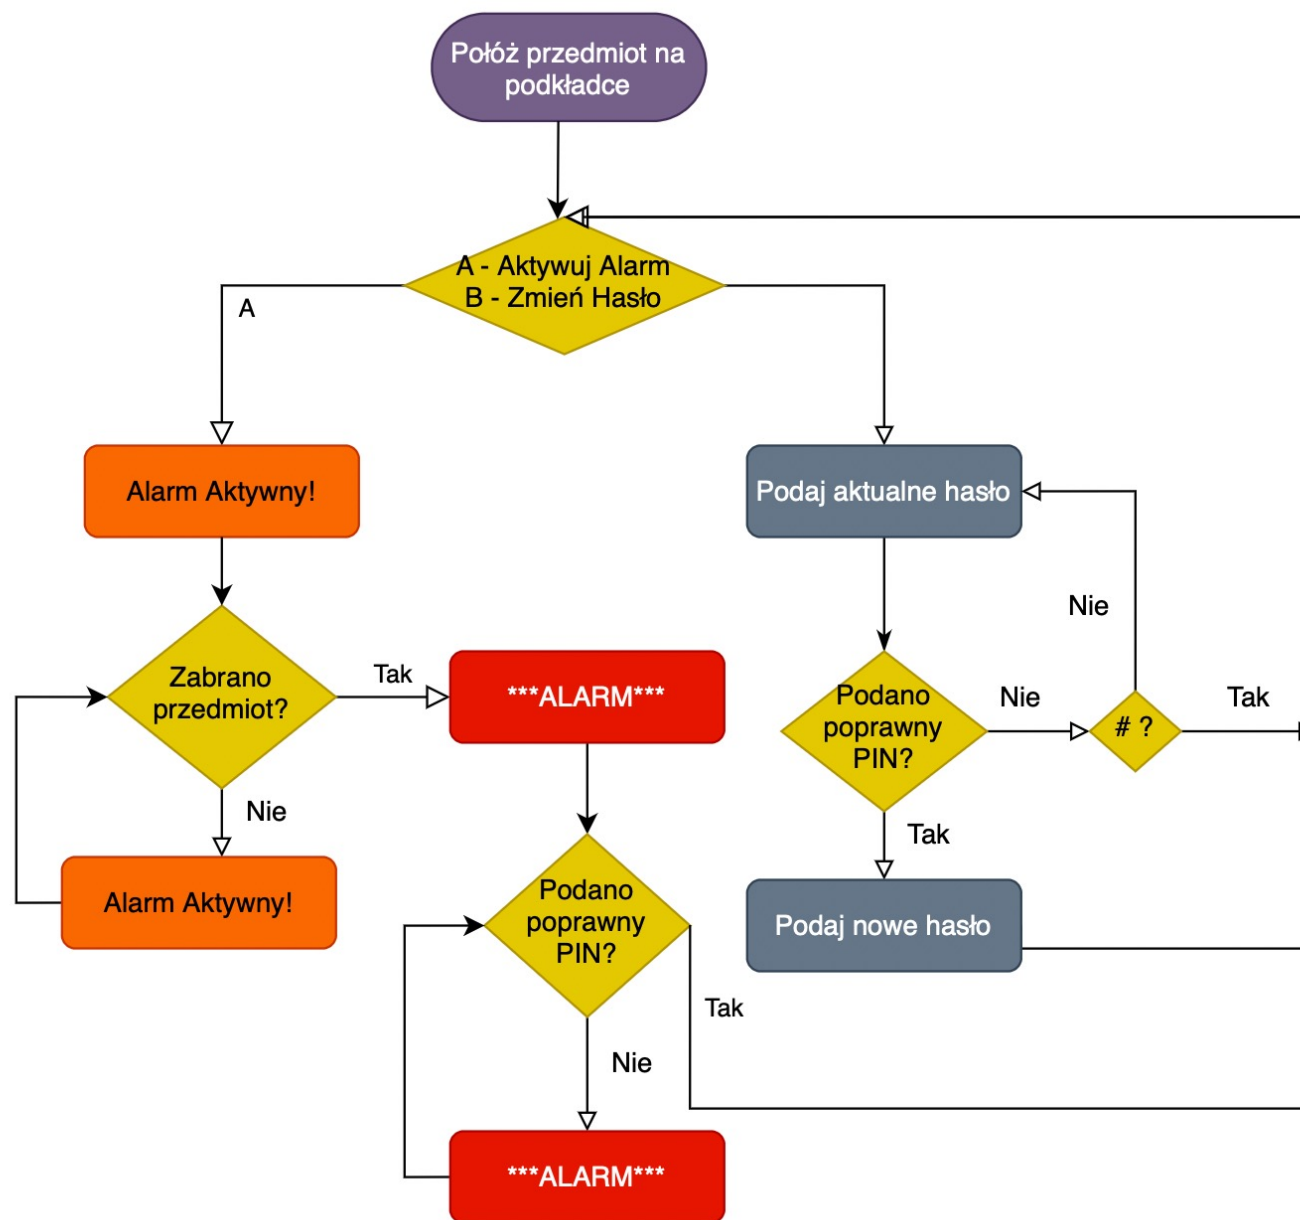 Połóż przedmiot na
podkładce
A - Aktywuj Alarm
B - Zmień Hasło
A
Alarm Aktywny!
Podaj aktualne hasło
Nie
Zabrano
przedmiot?
Tak
***ALARM***
Podano
poprawny
PIN?
Nie
# ?
Tak
Nie
Tak
Alarm Aktywny!
Podano
poprawny
PIN?
Podaj nowe hasło
Tak
Nie
***ALARM***